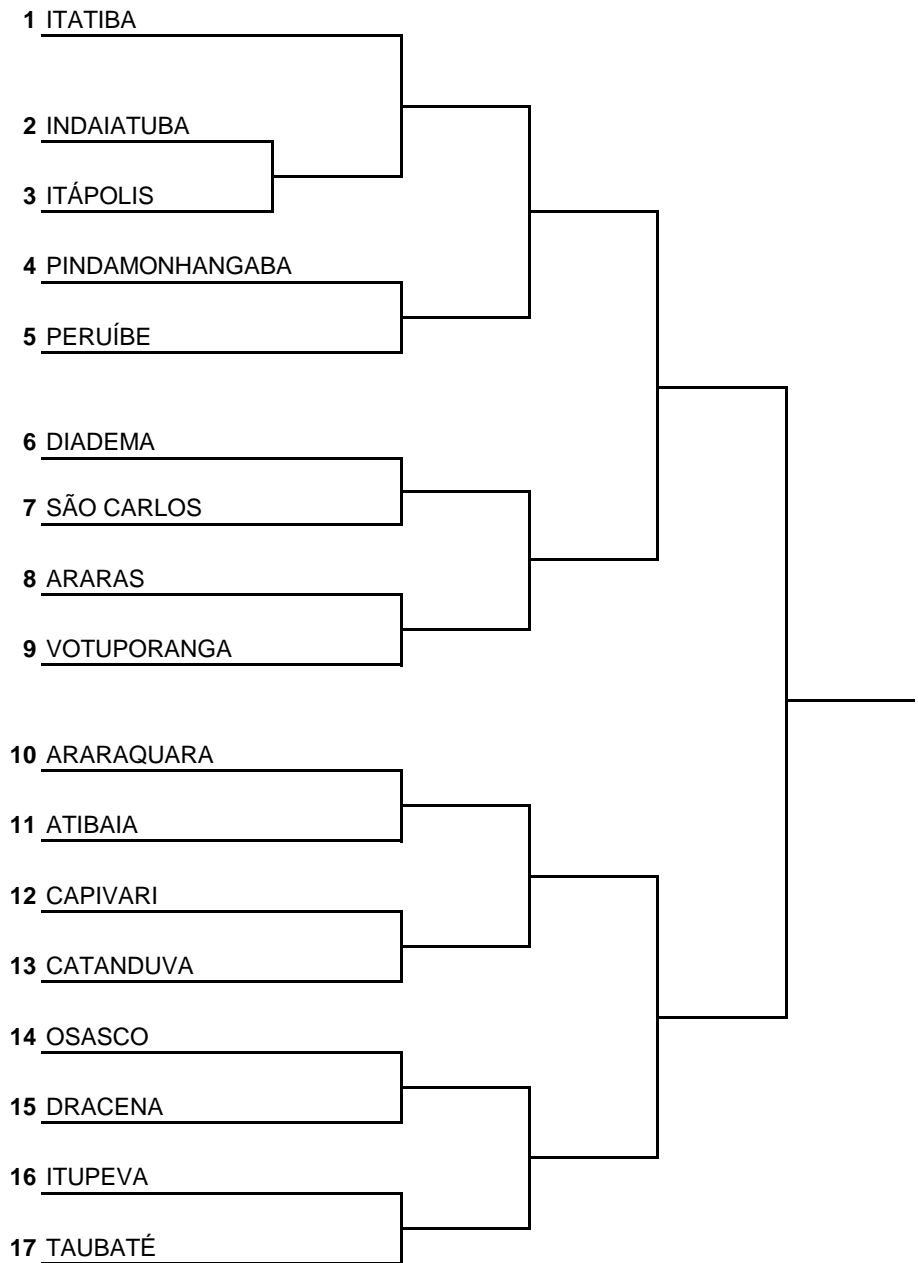 1 ITATIBA
2 INDAIATUBA
3 ITÁPOLIS
4 PINDAMONHANGABA
5 PERUÍBE
6 DIADEMA
7 SÃO CARLOS
8 ARARAS
9 VOTUPORANGA
10 ARARAQUARA
11 ATIBAIA
12 CAPIVARI
13 CATANDUVA
14 OSASCO
15 DRACENA
16 ITUPEVA
17 TAUBATÉ